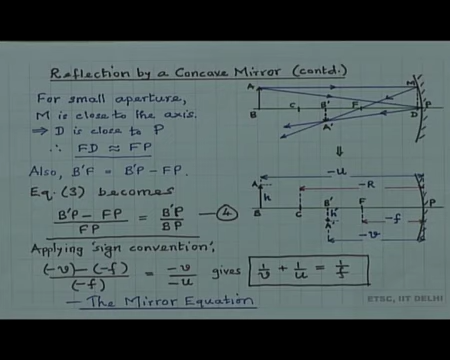 Reflection by a Concave Mirror (contd.)
For small aperture,
M is close to the axis.
⇒ D is close to P
∴ FD ≈ FP
Also, B'F = B'P – FP.
Eq. (3) becomes
(B'P – FP)/FP = B'P/BP — ④
Applying 'sign convention',
((-v) – (-f))/(-f) = -v/-u gives 1/v + 1/u = 1/f
— The Mirror Equation
A M
B C B' F D P
A'
⇓
-u
-R
A h
B C B' h' A' F P
-f
-v
ETSC, IIT DELHI